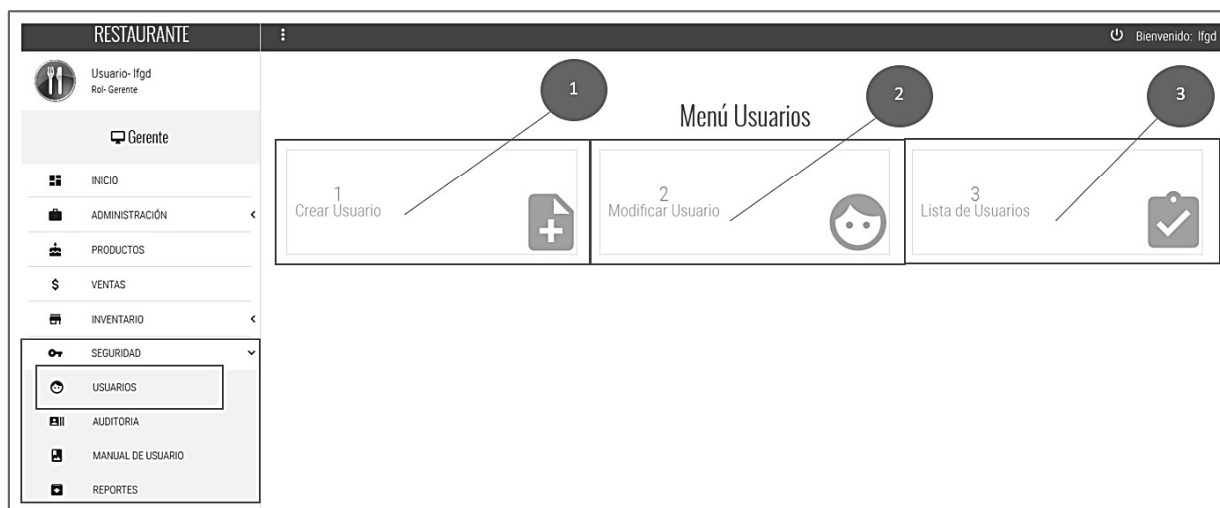 RESTAURANTE
Bienvenido: lfgd
Usuario- lfgd
Rol- Gerente
Gerente
INICIO
ADMINISTRACIÓN
PRODUCTOS
VENTAS
INVENTARIO
SEGURIDAD
USUARIOS
AUDITORIA
MANUAL DE USUARIO
REPORTES
Menú Usuarios
1
2
3
1
Crear Usuario
2
Modificar Usuario
3
Lista de Usuarios